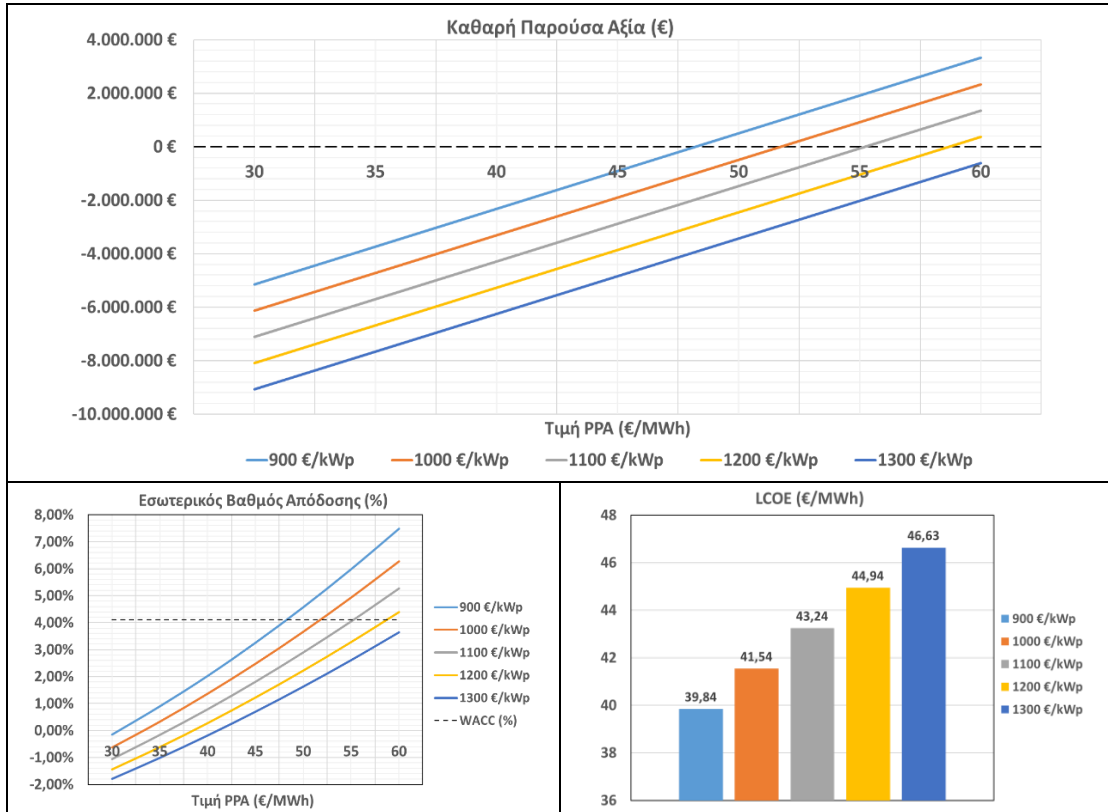 Καθαρή Παρούσα Αξία (€)
4.000.000 €
2.000.000 €
0 €
-2.000.000 €
-4.000.000 €
-6.000.000 €
-8.000.000 €
-10.000.000 €
30 35 40 45 50 55 60
Τιμή PPA (€/MWh)
900 €/kWp 1000 €/kWp 1100 €/kWp 1200 €/kWp 1300 €/kWp
Εσωτερικός Βαθμός Απόδοσης (%)
8,00%
7,00%
6,00%
5,00%
4,00%
3,00%
2,00%
1,00%
0,00%
-1,00%
-2,00%
30 35 40 45 50 55 60
Τιμή PPA (€/MWh)
900 €/kWp
1000 €/kWp
1100 €/kWp
1200 €/kWp
1300 €/kWp
WACC (%)
LCOE (€/MWh)
48
46
44
42
40
38
36
39,84
41,54
43,24
44,94
46,63
900 €/kWp
1000 €/kWp
1100 €/kWp
1200 €/kWp
1300 €/kWp